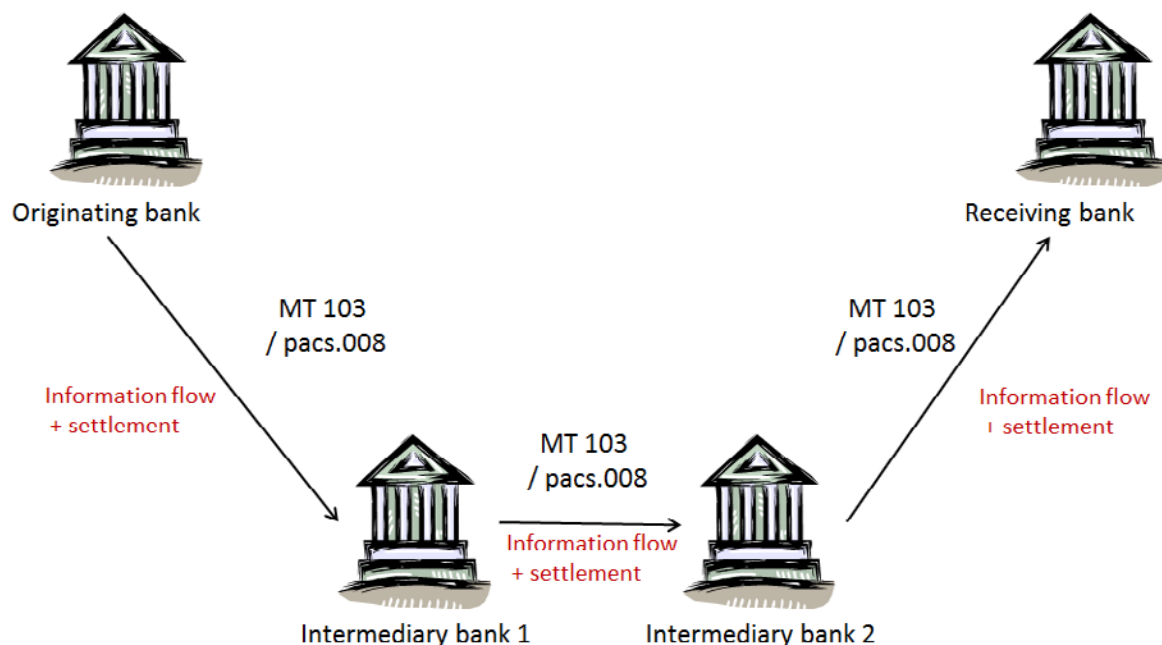 Originating bank
Receiving bank
MT 103
/ pacs.008
MT 103
/ pacs.008
Information flow
+ settlement
Information flow
+ settlement
MT 103
/ pacs.008
Information flow
+ settlement
Intermediary bank 1
Intermediary bank 2